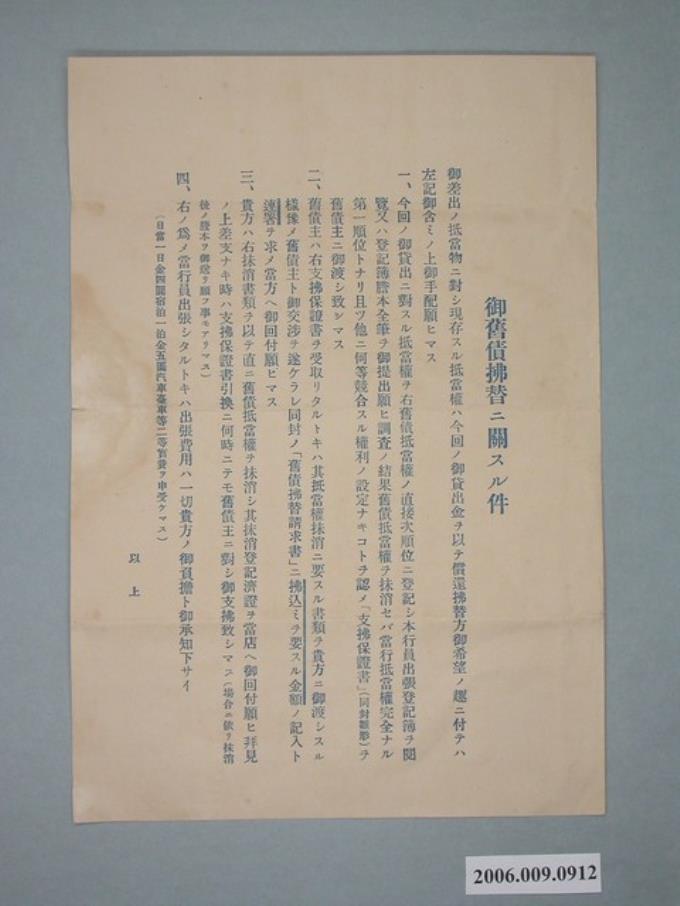 御舊債拂替ニ關スル件
御差出ノ抵當物ニ對シ現存スル抵當權ハ今回ノ御貸出金ヲ以テ償還拂替方御希望ノ趣ニ付テハ
左記御含ミノ上御手配願ヒマス
一、今回ノ御貸出ニ對スル抵當權ヲ右舊債抵當權ノ直接次順位ニ登記シ本行員出張登記簿ヲ閱
覽又ハ登記簿謄本全筆ヲ御提出願ヒ調査ノ結果舊債抵當權ヲ抹消セバ當行抵當權完全ナル
第一順位トナリ且ツ他ニ何等競合スル權利ノ設定ナキコトヲ認メ「支拂保證書」(同封雛形)ヲ
舊債主ニ御渡シ致シマス
二、舊債主ハ右支拂保證書ヲ受取リタルトキハ其抵當權抹消ニ要スル書類ヲ貴方ニ御渡シスル
樣豫メ舊債主ト御交渉ヲ遂ケラレ同封ノ「舊債拂替請求書」ニ拂込ミヲ要スル金額ノ記入ト
連署ヲ求メ當方ヘ御回付願ヒマス
三、貴方ハ右抹消書類ヲ以テ直ニ舊債抵當權ヲ抹消シ其抹消登記濟證ヲ當店ヘ御回付願ヒ拜見
ノ上差支ナキ時ハ支拂保證書引換ニ何時ニテモ舊債主ニ對シ御支拂致シマス(場合ニ依リ抹消
後ノ謄本ヲ御送リ願フ事モアリマス)
四、右ノ爲メ當行員出張シタルトキハ出張費用ハ一切貴方ノ御負擔ト御承知下サイ
(日當一日金四圓宿泊一泊金五圓汽車臺車等二等實費ヲ申受ケマス)
以上
2006.009.0912